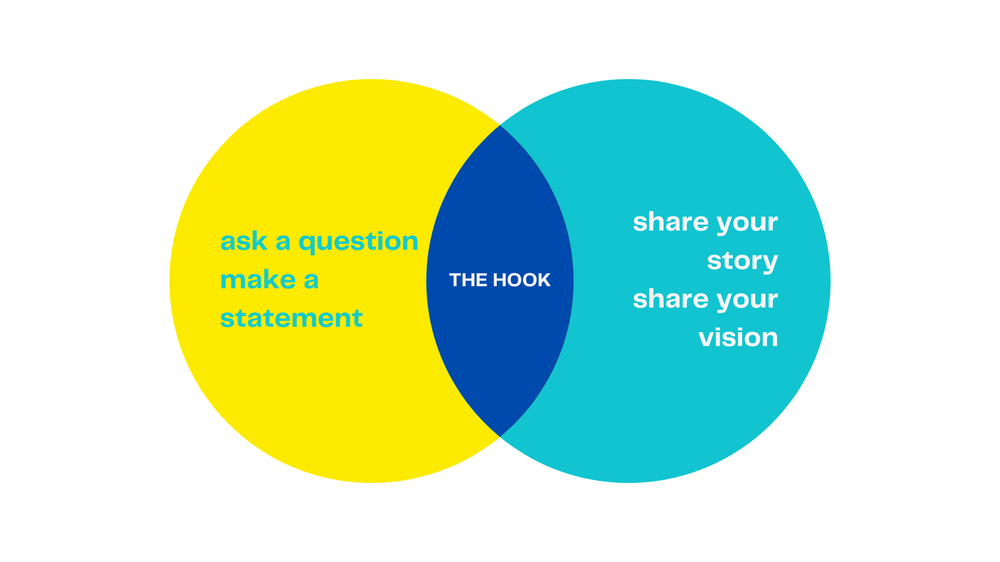 ask a question
make a
statement
THE HOOK
share your
story
share your
vision